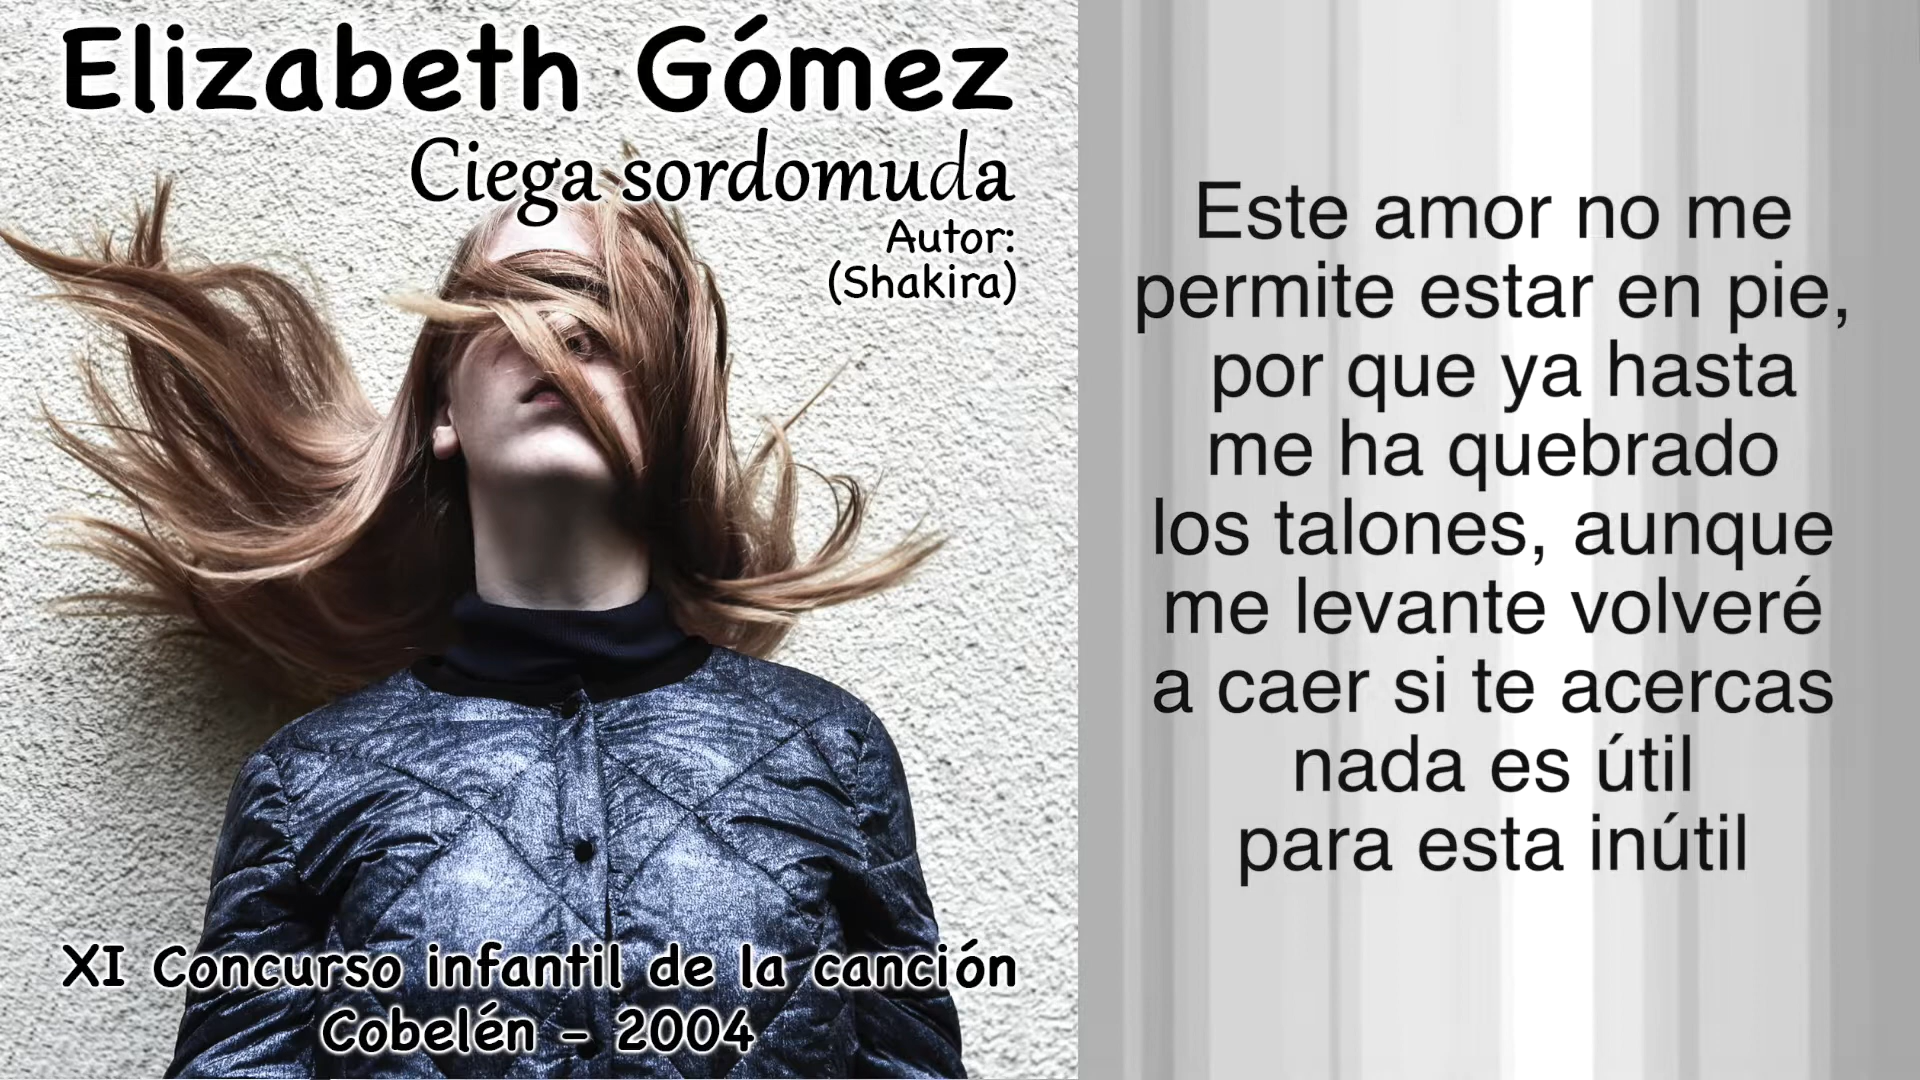 Elizabeth Gómez
Ciega sordomuda
Autor:
(Shakira)
XI Concurso infantil de la canción
Cobelén - 2004
Este amor no me
permite estar en pie,
por que ya hasta
me ha quebrado
los talones, aunque
me levante volveré
a caer si te acercas
nada es útil
para esta inútil